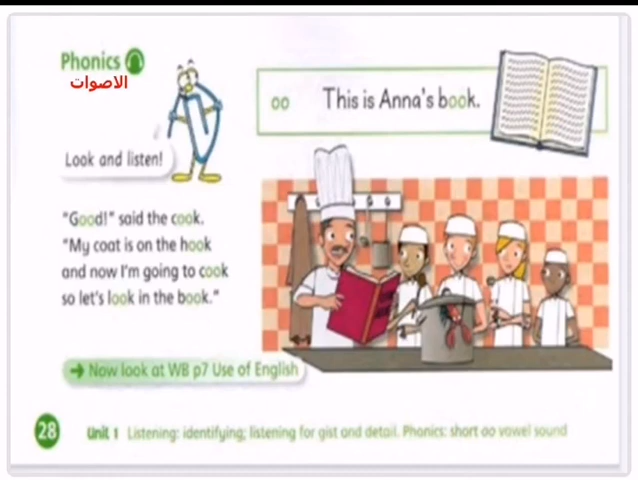 Phonics
الاصوات
Look and listen!
oo This is Anna's book.
"Good!" said the cook.
"My coat is on the hook
and now I'm going to cook
so let's look in the book."
→ Now look at WB p7 Use of English
28 Unit 1 Listening: identifying; listening for gist and detail. Phonics: short oo vowel sound